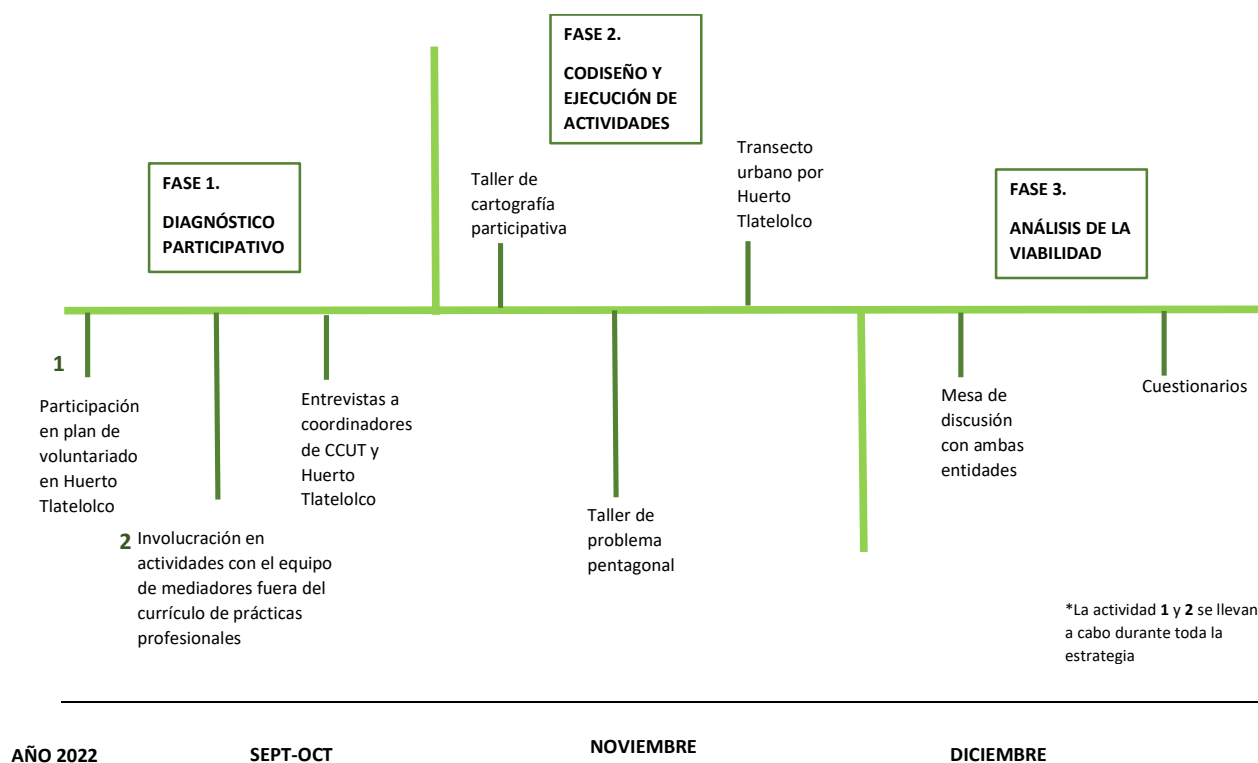 FASE 1.
DIAGNÓSTICO
PARTICIPATIVO
FASE 2.
CODISEÑO Y
EJECUCIÓN DE
ACTIVIDADES
FASE 3.
ANÁLISIS DE LA
VIABILIDAD
Taller de
cartografía
participativa
Transecto
urbano por
Huerto
Tlatelolco
1
Participación
en plan de
voluntariado
en Huerto
Tlatelolco
2 Involucración en
actividades con el equipo
de mediadores fuera del
currículo de prácticas
profesionales
Entrevistas a
coordinadores
de CCUT y
Huerto
Tlatelolco
Taller de
problema
pentagonal
Mesa de
discusión
con ambas
entidades
Cuestionarios
*La actividad 1 y 2 se llevan
a cabo durante toda la
estrategia
AÑO 2022
SEPT-OCT
NOVIEMBRE
DICIEMBRE